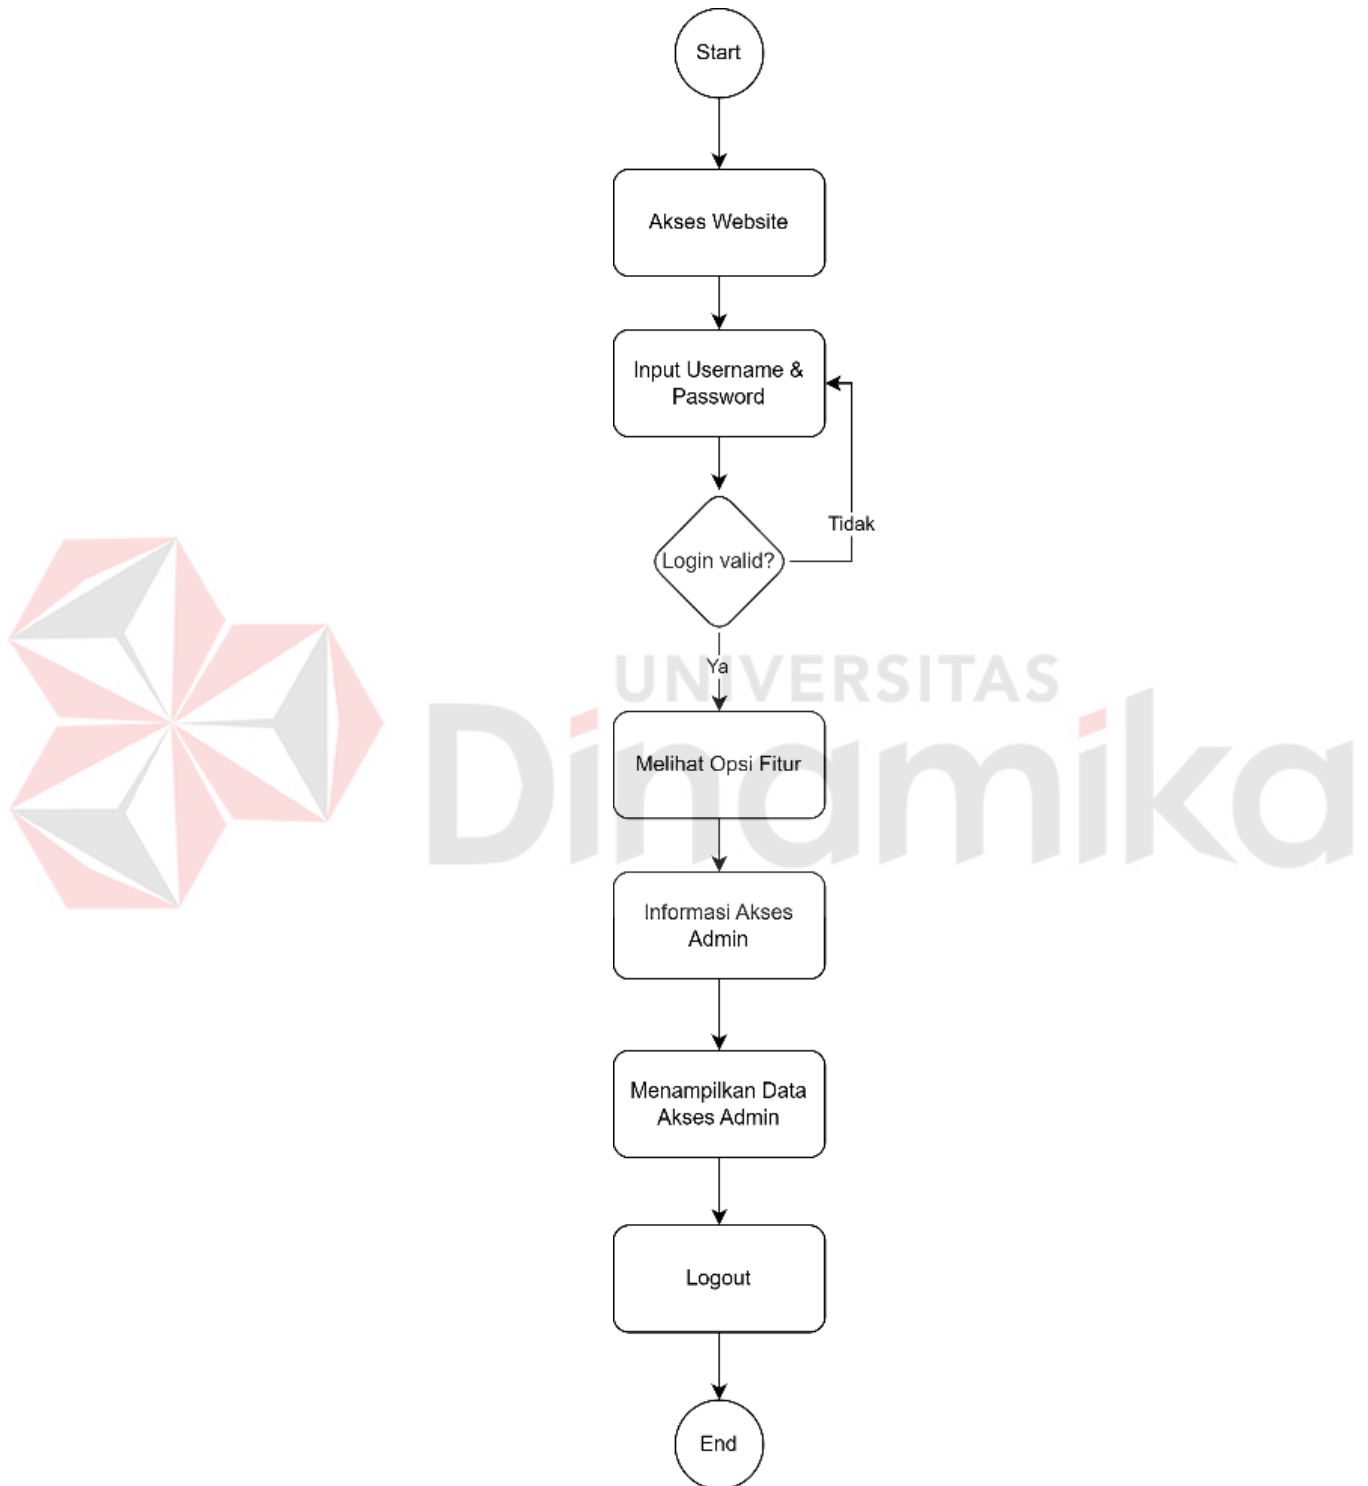 Start
Akses Website
Input Username &
Password
Tidak
Login valid?
Ya
UNIVERSITAS
Dinamika
Melihat Opsi Fitur
Informasi Akses
Admin
Menampilkan Data
Akses Admin
Logout
End